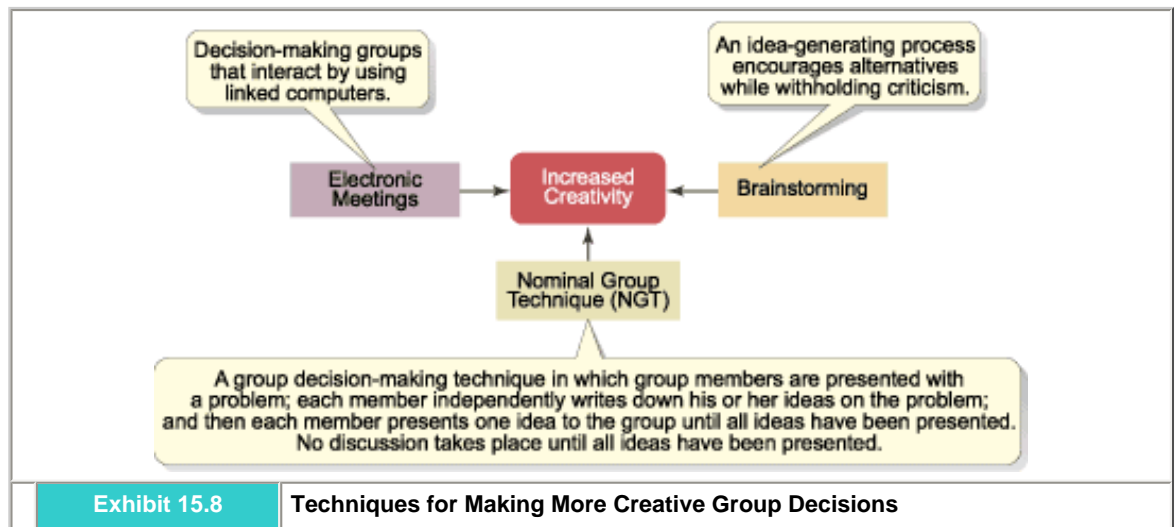 Decision-making groups
that interact by using
linked computers.
An idea-generating process
encourages alternatives
while withholding criticism.
Electronic
Meetings
Increased
Creativity
Brainstorming
Nominal Group
Technique (NGT)
A group decision-making technique in which group members are presented with
a problem; each member independently writes down his or her ideas on the problem;
and then each member presents one idea to the group until all ideas have been presented.
No discussion takes place until all ideas have been presented.
Exhibit 15.8
Techniques for Making More Creative Group Decisions